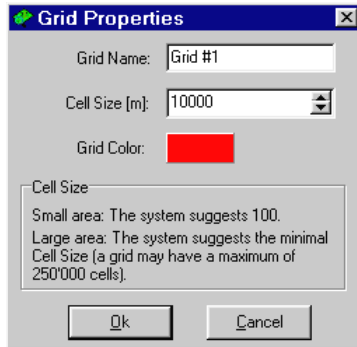 Grid Properties
Grid Name: Grid #1
Cell Size [m]: 10000
Grid Color:
Cell Size
Small area: The system suggests 100.
Large area: The system suggests the minimal
Cell Size (a grid may have a maximum of
250'000 cells).
Ok Cancel